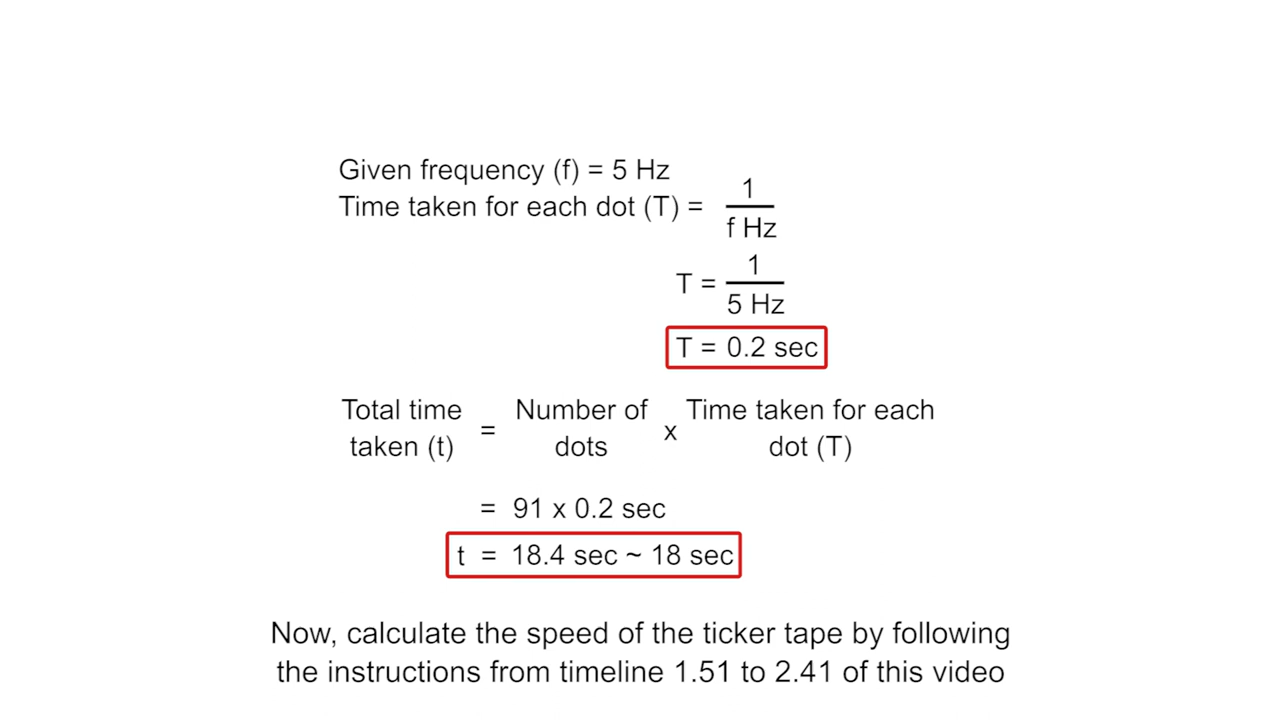 Given frequency (f) = 5 Hz
Time taken for each dot (T) = 1 / f Hz
T = 1 / 5 Hz
T = 0.2 sec
Total time taken (t) = Number of dots x Time taken for each dot (T)
= 91 x 0.2 sec
t = 18.4 sec ~ 18 sec
Now, calculate the speed of the ticker tape by following
the instructions from timeline 1.51 to 2.41 of this video